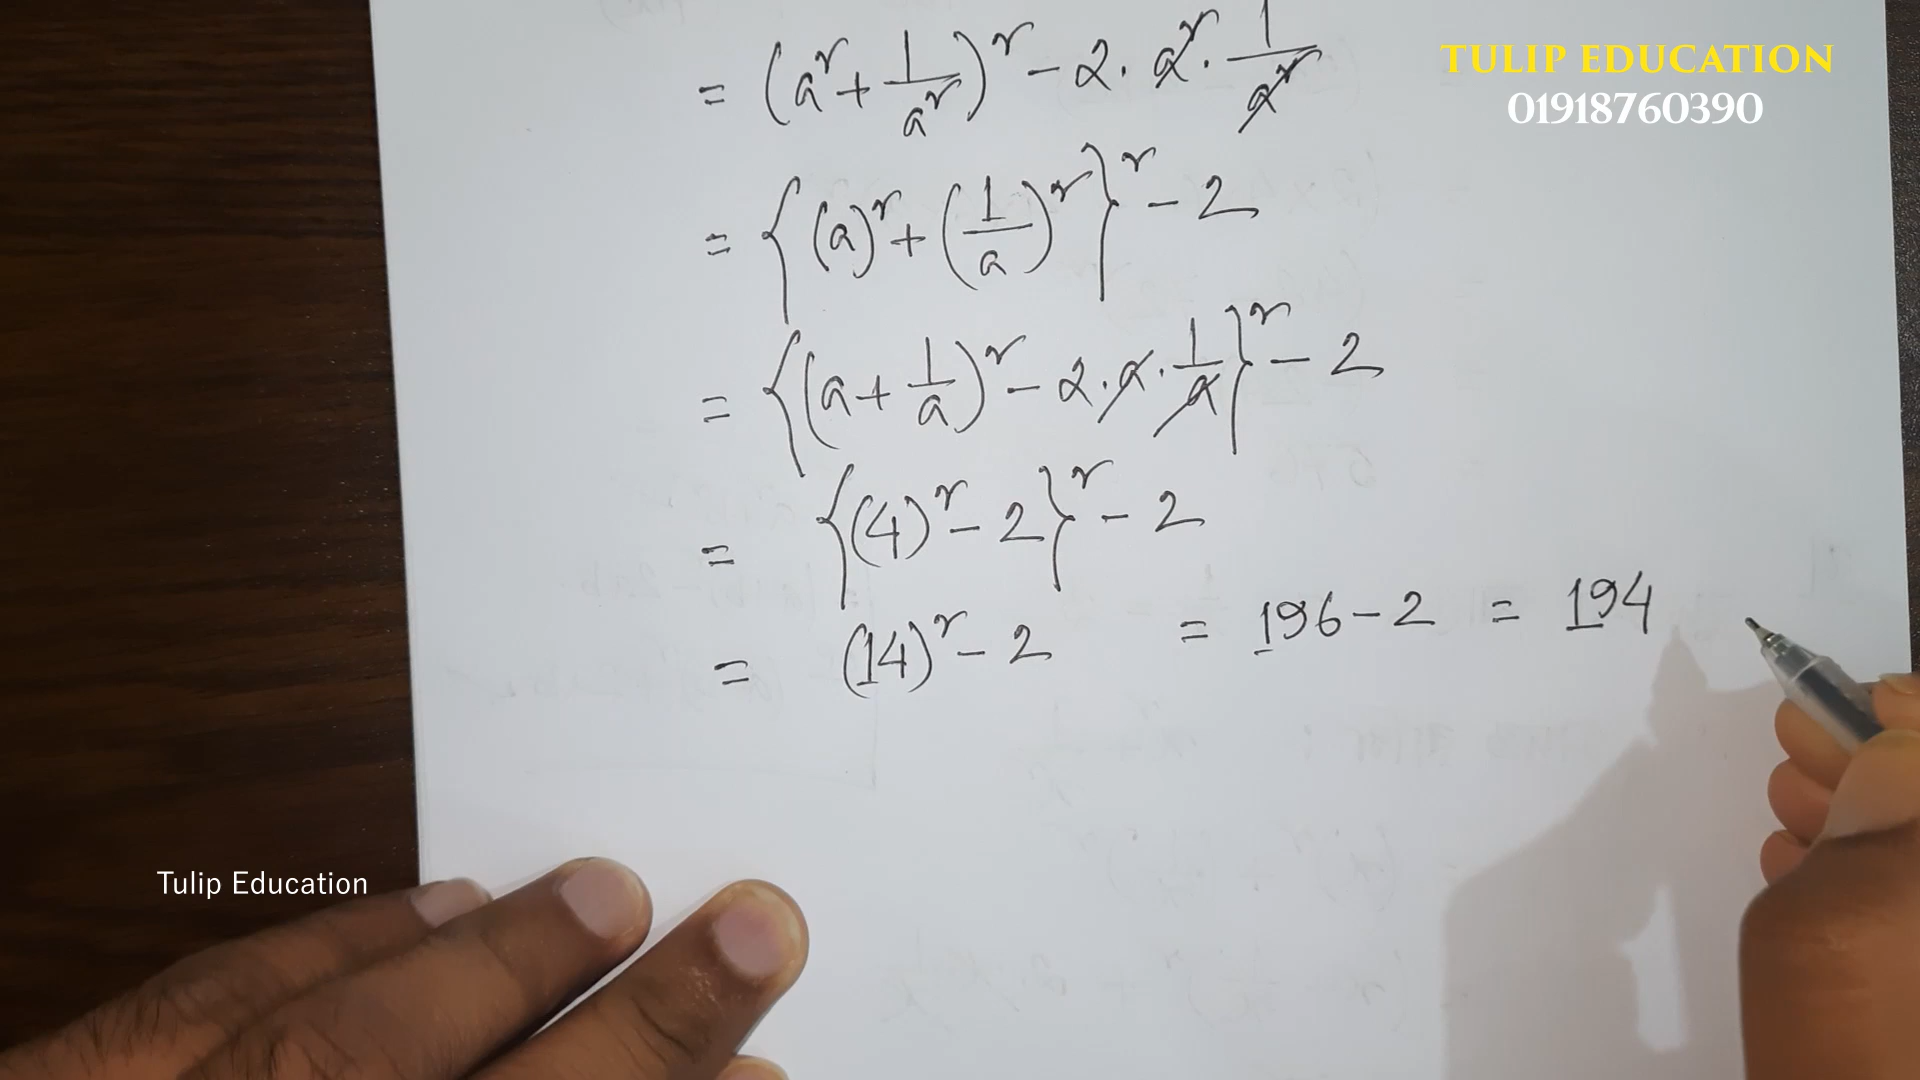 TULIP EDUCATION
01918760390
= (a² + 1/a²)² - 2 · a² · 1/a²
= {(a)² + (1/a)²}² - 2
= {(a + 1/a)² - 2 · a · 1/a}² - 2
= {(4)² - 2}² - 2
= (14)² - 2 = 196 - 2 = 194
Tulip Education